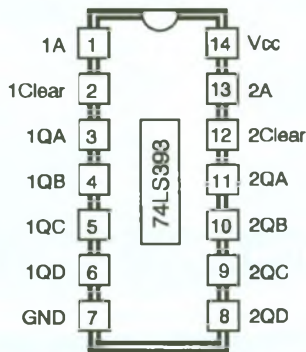 1A 1 14 Vcc
1Clear 2 13 2A
1QA 3 12 2Clear
1QB 4 11 2QA
1QC 5 10 2QB
1QD 6 9 2QC
GND 7 8 2QD
74LS393